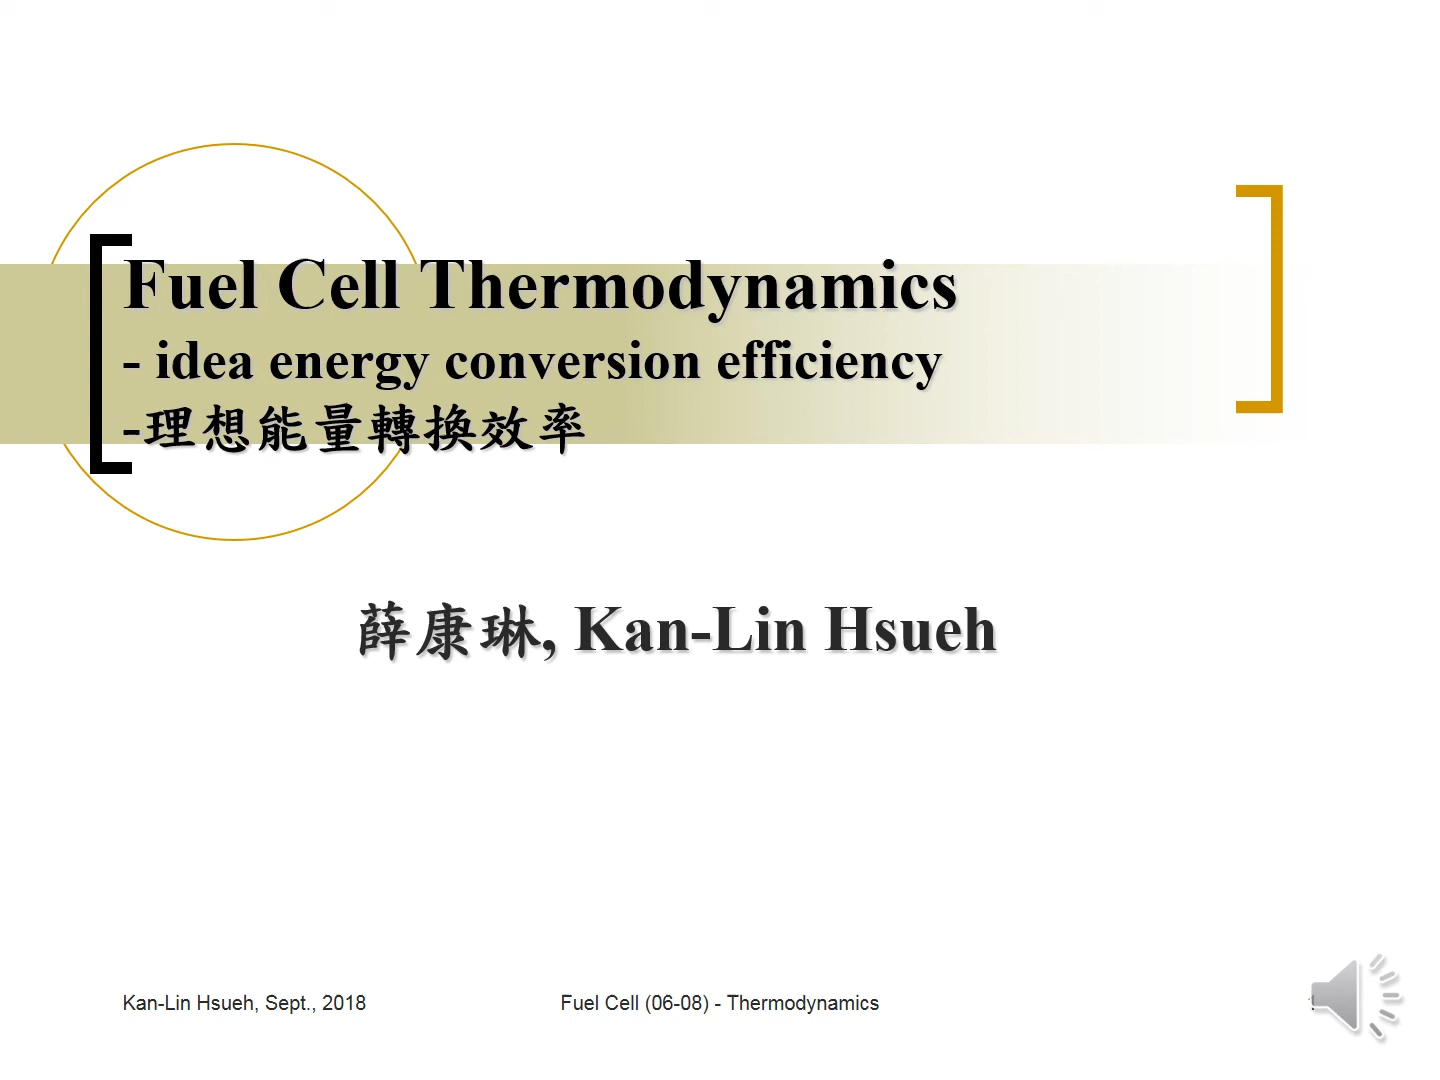 Fuel Cell Thermodynamics
- idea energy conversion efficiency
-理想能量轉換效率
薛康琳, Kan-Lin Hsueh
Kan-Lin Hsueh, Sept., 2018
Fuel Cell (06-08) - Thermodynamics